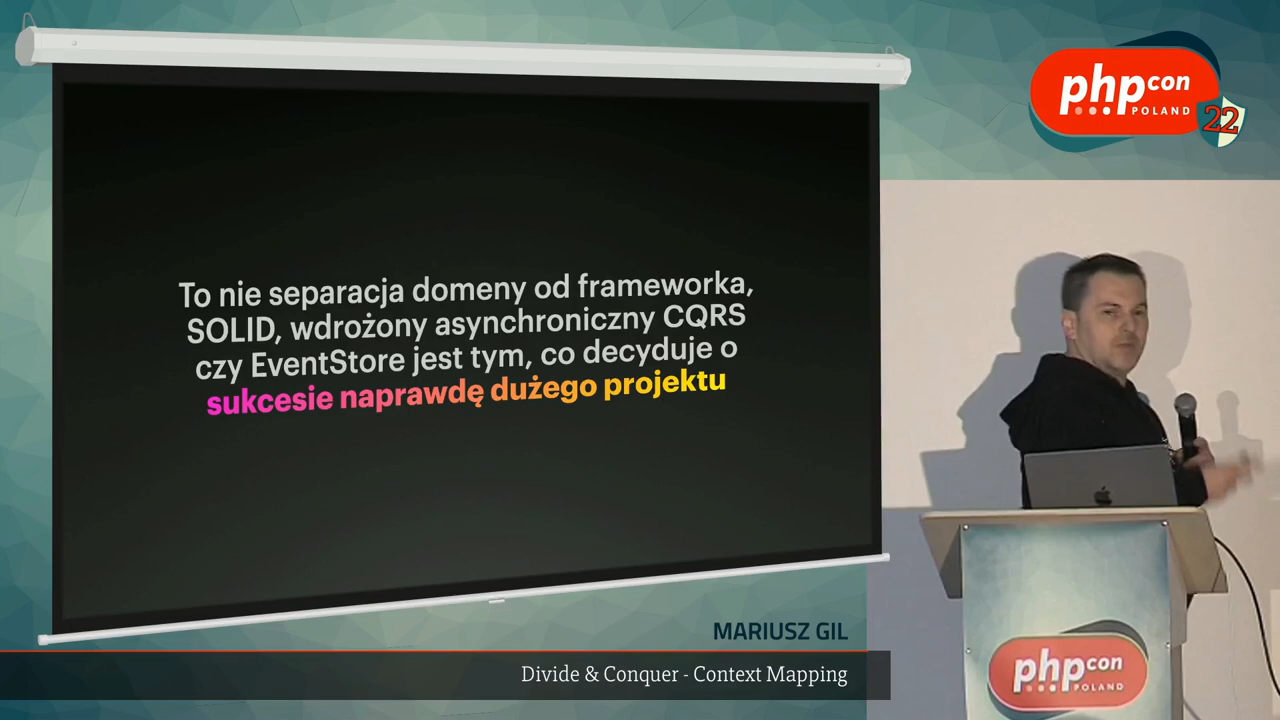 To nie separacja domeny od frameworka,
SOLID, wdrożony asynchroniczny CQRS
czy EventStore jest tym, co decyduje o
sukcesie naprawdę dużego projektu
php con
POLAND
22
MARIUSZ GIL
Divide & Conquer - Context Mapping
php con
POLAND